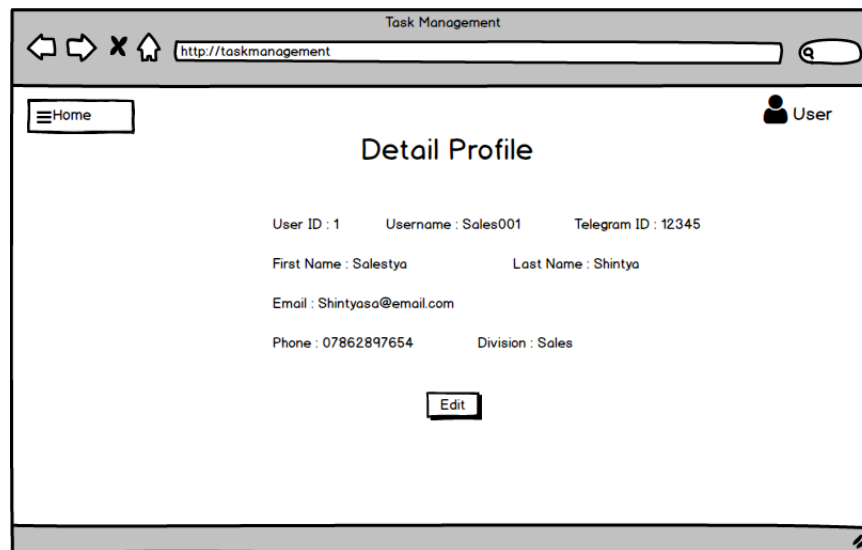 Task Management
http://taskmanagement
Home
User
Detail Profile
User ID : 1 Username : Sales001 Telegram ID : 12345
First Name : Salestya Last Name : Shintya
Email : Shintyasa@email.com
Phone : 07862897654 Division : Sales
Edit